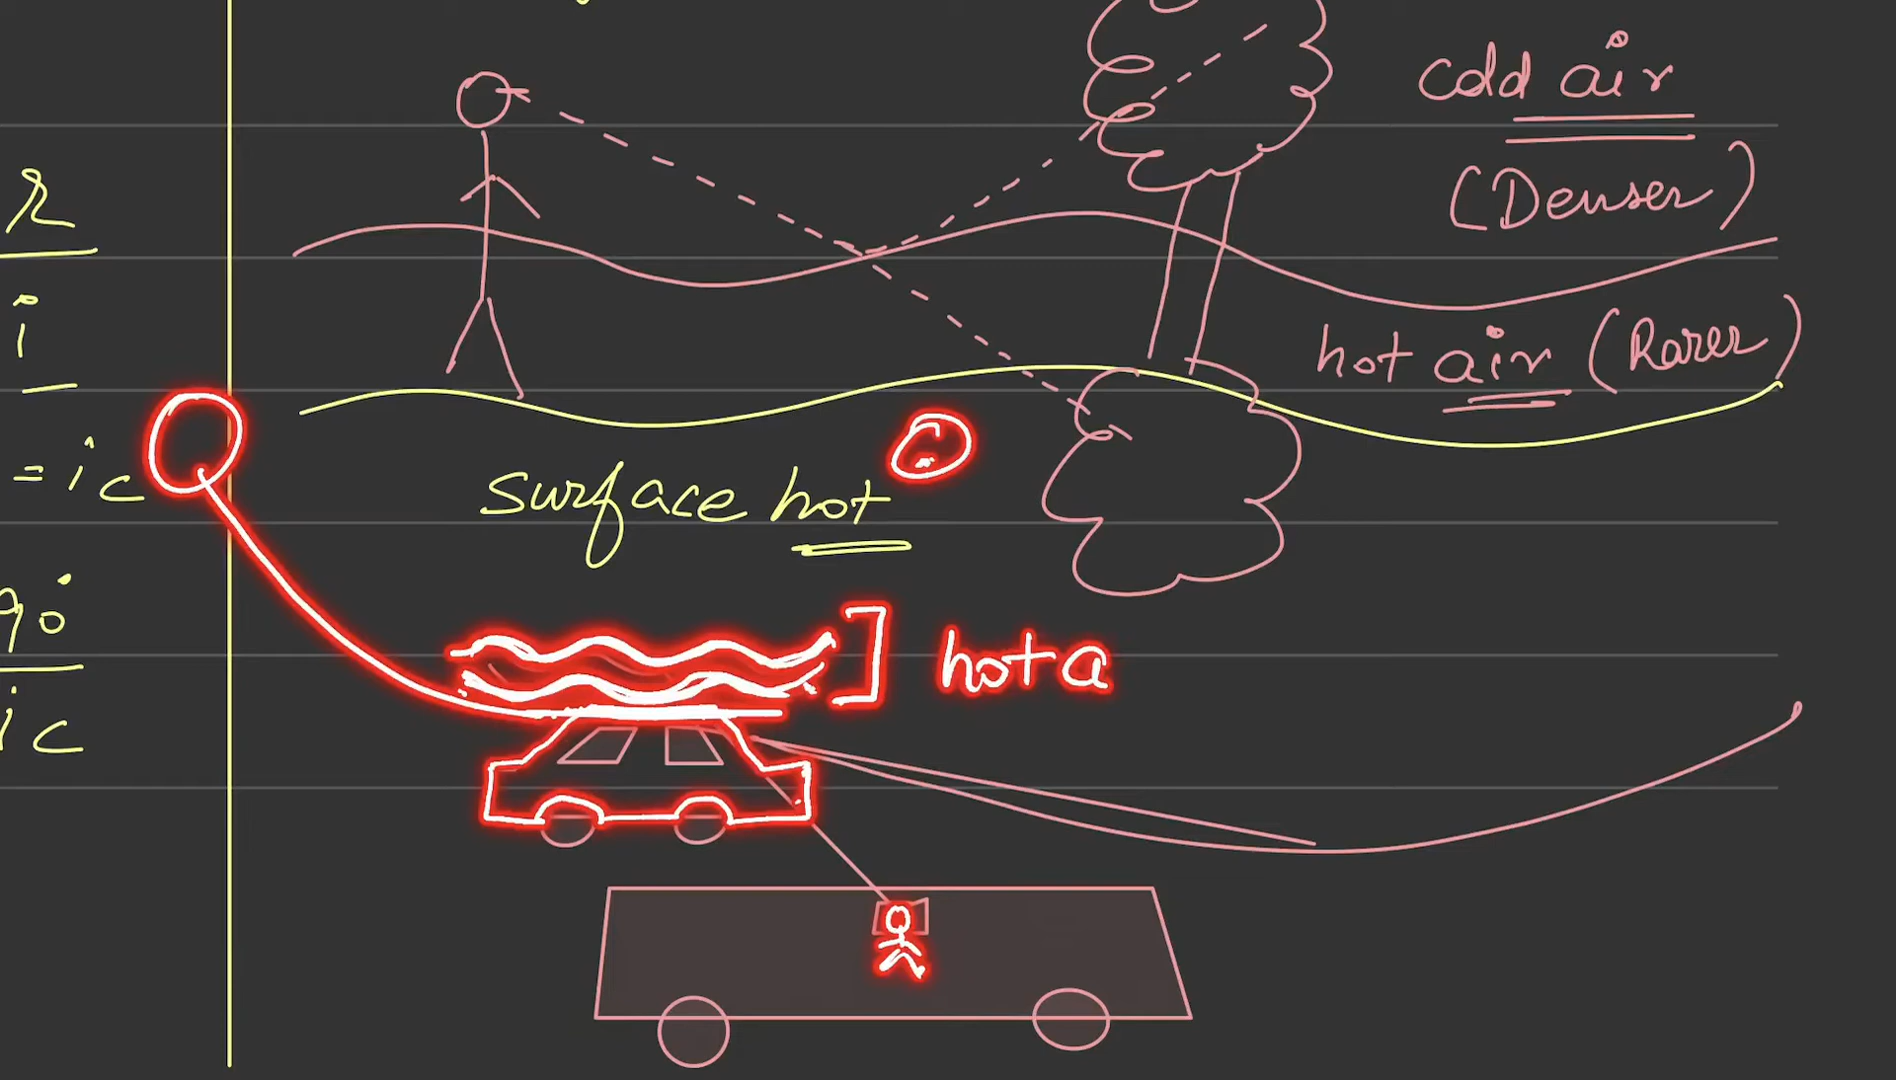 cold air
(Denser)
r
i
hot air (Rarer)
= ic
surface hot
90°
ic
hot a